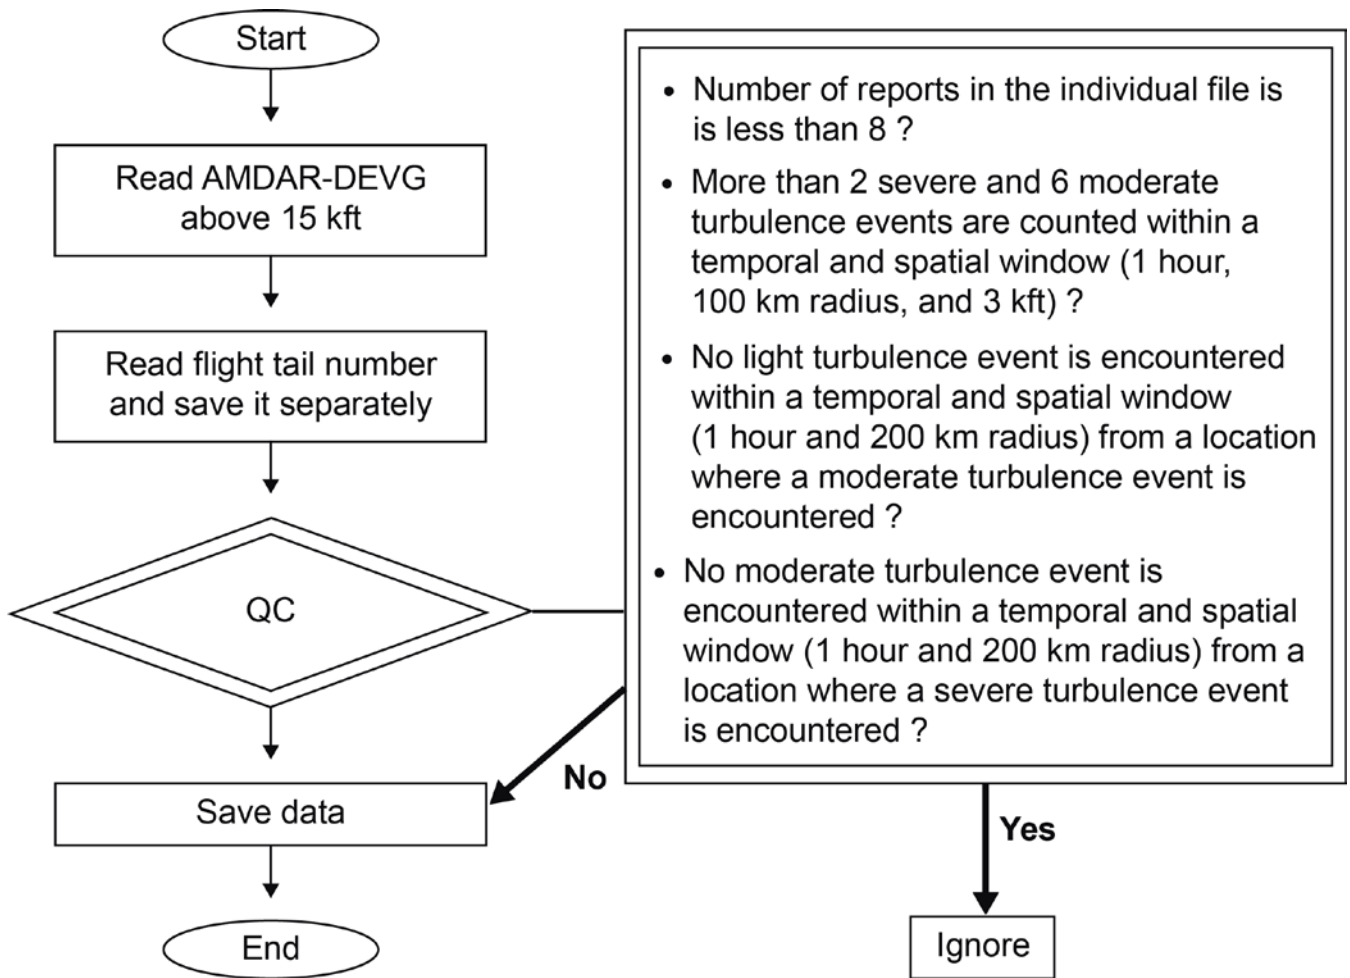 Start
Read AMDAR-DEVG
above 15 kft
Read flight tail number
and save it separately
QC
Save data
End
• Number of reports in the individual file is
is less than 8 ?
• More than 2 severe and 6 moderate
turbulence events are counted within a
temporal and spatial window (1 hour,
100 km radius, and 3 kft) ?
• No light turbulence event is encountered
within a temporal and spatial window
(1 hour and 200 km radius) from a location
where a moderate turbulence event is
encountered ?
• No moderate turbulence event is
encountered within a temporal and spatial
window (1 hour and 200 km radius) from a
location where a severe turbulence event
is encountered ?
No
Yes
Ignore